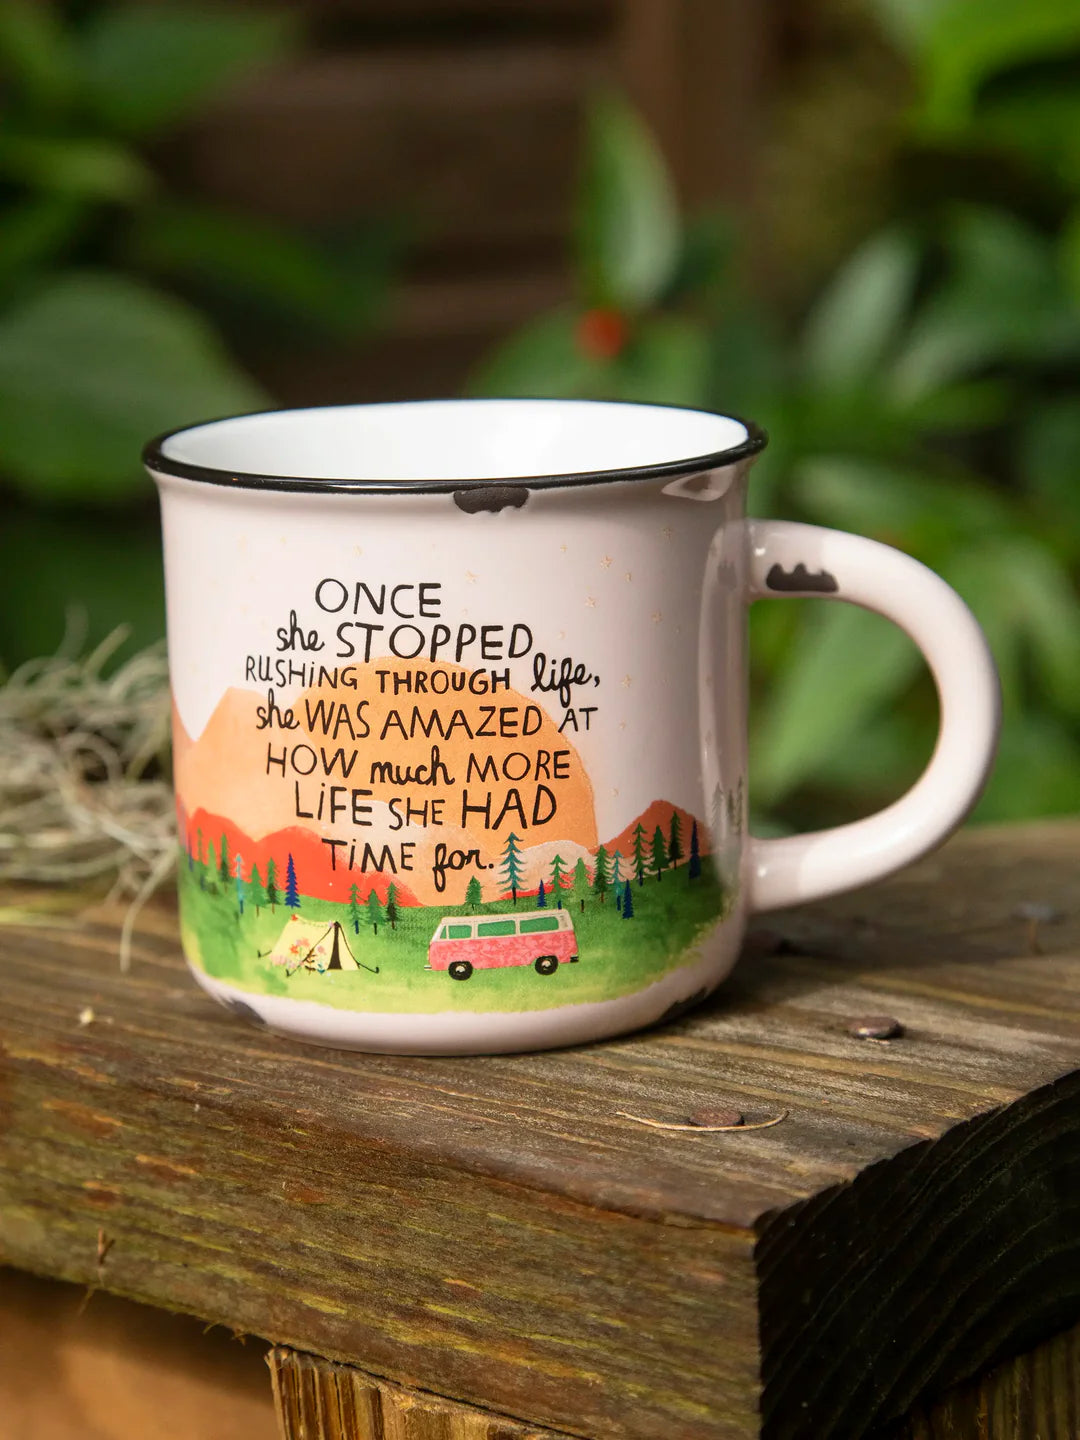 ONCE
she STOPPED
RUSHiNG THROUGH life,
she WAS AMAZED AT
HOW much MORE
LiFE SHE HAD
TiME for.